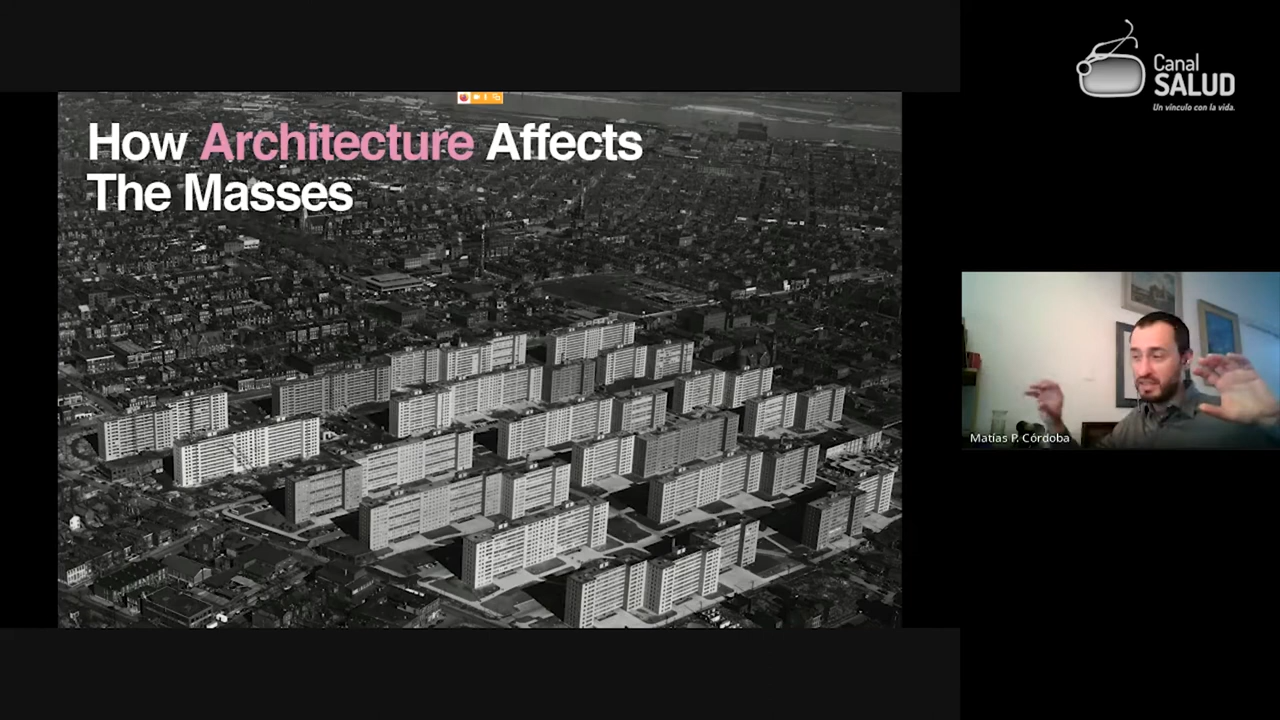 How Architecture Affects
The Masses
Canal
SALUD
Un vínculo con la vida.
Matías P. Córdoba